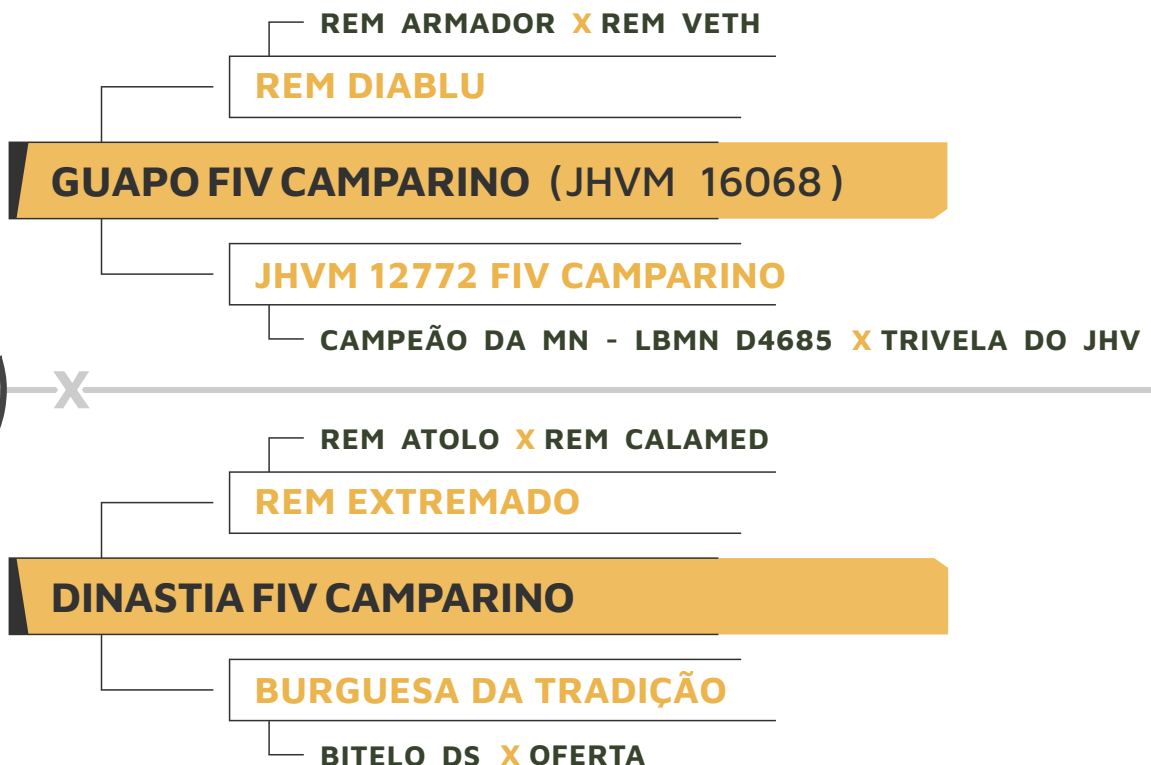 REM ARMADOR X REM VETH
REM DIABLU
GUAPO FIV CAMPARINO (JHVM 16068)
JHVM 12772 FIV CAMPARINO
CAMPEÃO DA MN - LBMN D4685 X TRIVELA DO JHV
X
REM ATOLO X REM CALAMED
REM EXTREMADO
DINASTIA FIV CAMPARINO
BURGUESA DA TRADIÇÃO
BITELO DS X OFERTA